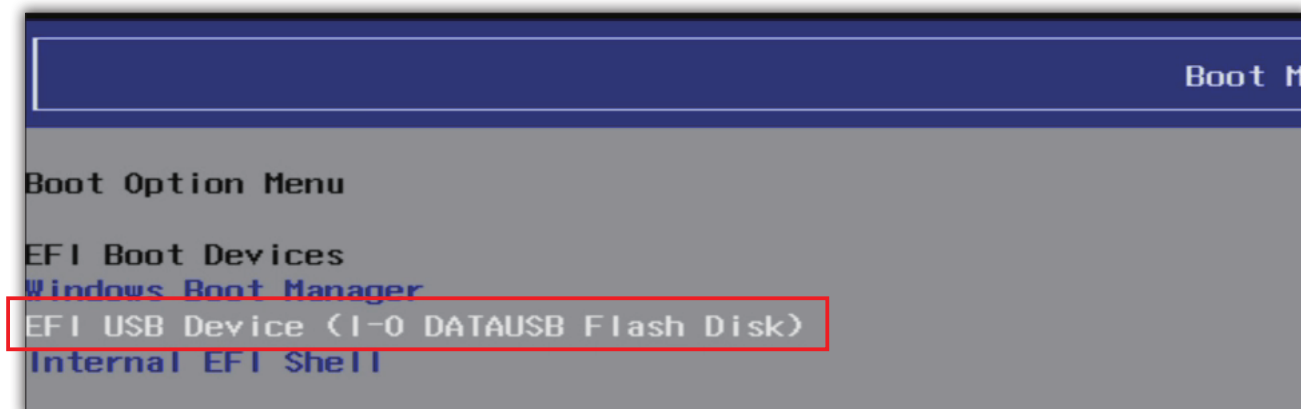 Boot M
Boot Option Menu
EFI Boot Devices
Windows Boot Manager
EFI USB Device (I-O DATAUSB Flash Disk)
Internal EFI Shell